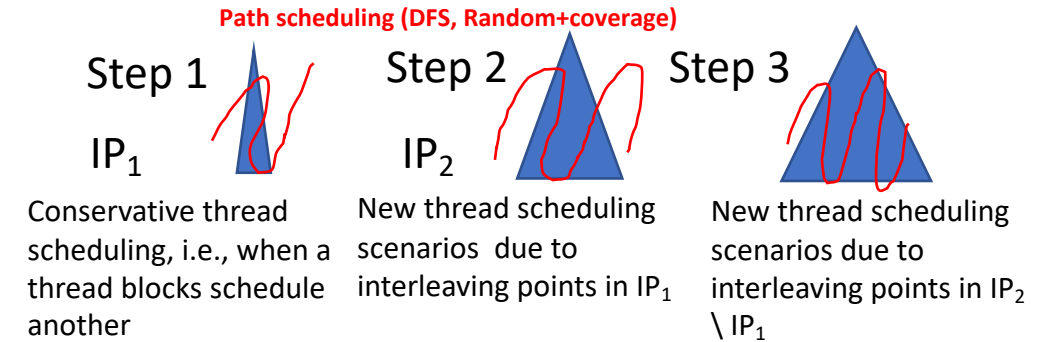 Path scheduling (DFS, Random+coverage)
Step 1
IP₁
Conservative thread
scheduling, i.e., when a
thread blocks schedule
another
Step 2
IP₂
New thread scheduling
scenarios due to
interleaving points in IP₁
Step 3
New thread scheduling
scenarios due to
interleaving points in IP₂
\ IP₁